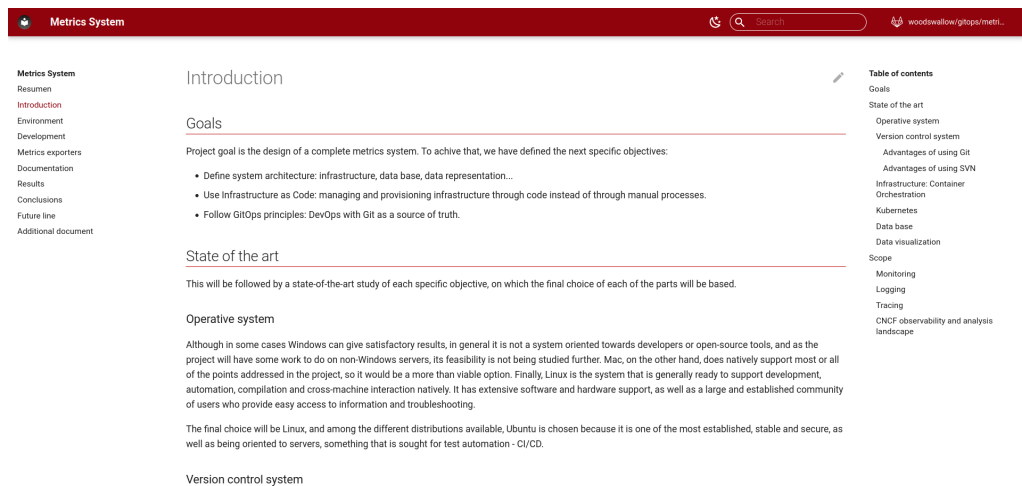 Metrics System
Search
woodswallow/gitops/metri...
Metrics System
Resumen
Introduction
Environment
Development
Metrics exporters
Documentation
Results
Conclusions
Future line
Additional document
Introduction
Goals
Project goal is the design of a complete metrics system. To achive that, we have defined the next specific objectives:
• Define system architecture: infrastructure, data base, data representation...
• Use Infrastructure as Code: managing and provisioning infrastructure through code instead of through manual processes.
• Follow GitOps principles: DevOps with Git as a source of truth.
State of the art
This will be followed by a state-of-the-art study of each specific objective, on which the final choice of each of the parts will be based.
Operative system
Although in some cases Windows can give satisfactory results, in general it is not a system oriented towards developers or open-source tools, and as the
project will have some work to do on non-Windows servers, its feasibility is not being studied further. Mac, on the other hand, does natively support most or all
of the points addressed in the project, so it would be a more than viable option. Finally, Linux is the system that is generally ready to support development,
automation, compilation and cross-machine interaction natively. It has extensive software and hardware support, as well as a large and established community
of users who provide easy access to information and troubleshooting.
The final choice will be Linux, and among the different distributions available, Ubuntu is chosen because it is one of the most established, stable and secure, as
well as being oriented to servers, something that is sought for test automation - CI/CD.
Version control system
Table of contents
Goals
State of the art
Operative system
Version control system
Advantages of using Git
Advantages of using SVN
Infrastructure: Container
Orchestration
Kubernetes
Data base
Data visualization
Scope
Monitoring
Logging
Tracing
CNCF observability and analysis
landscape